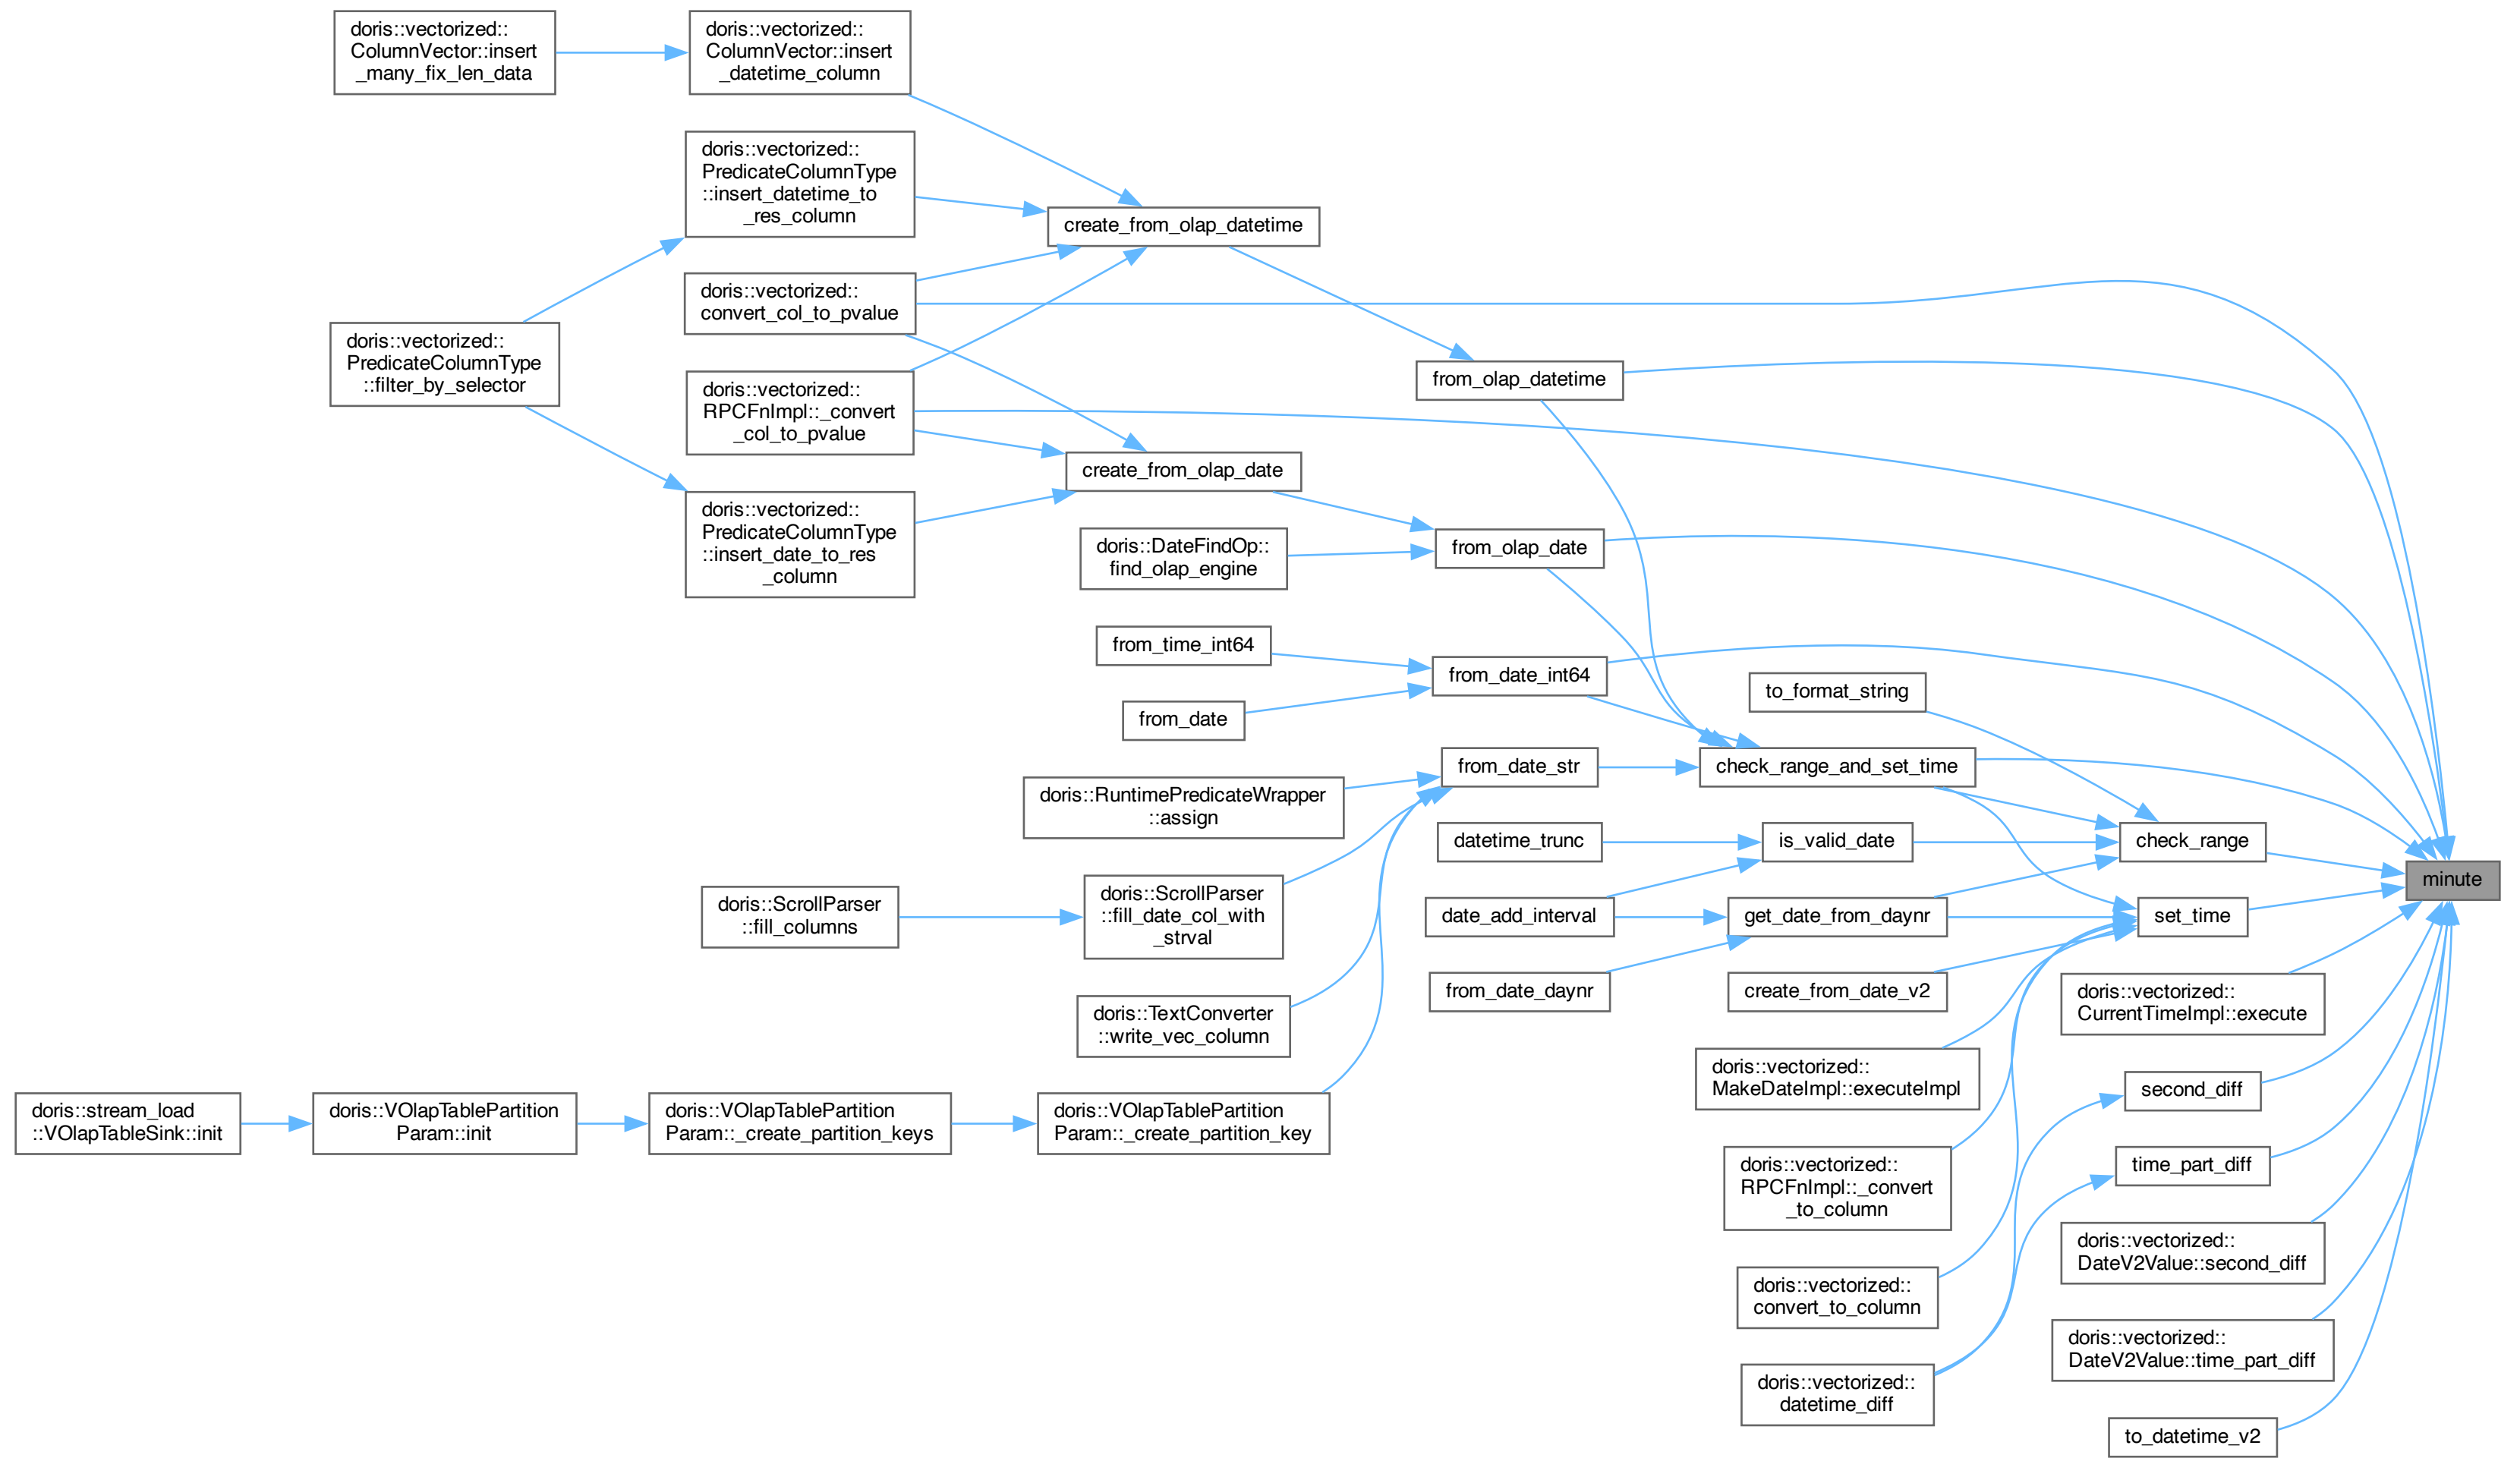 doris::vectorized::
ColumnVector::insert
_many_fix_len_data
doris::vectorized::
ColumnVector::insert
_datetime_column
doris::vectorized::
PredicateColumnType
::insert_datetime_to
_res_column
create_from_olap_datetime
doris::vectorized::
convert_col_to_pvalue
doris::vectorized::
PredicateColumnType
::filter_by_selector
doris::vectorized::
RPCFnImpl::_convert
_col_to_pvalue
from_olap_datetime
create_from_olap_date
doris::vectorized::
PredicateColumnType
::insert_date_to_res
_column
doris::DateFindOp::
find_olap_engine
from_olap_date
from_time_int64
from_date_int64
to_format_string
from_date
doris::RuntimePredicateWrapper
::assign
from_date_str
check_range_and_set_time
datetime_trunc
is_valid_date
check_range
minute
doris::ScrollParser
::fill_columns
doris::ScrollParser
::fill_date_col_with
_strval
date_add_interval
get_date_from_daynr
set_time
from_date_daynr
create_from_date_v2
doris::vectorized::
CurrentTimeImpl::execute
doris::TextConverter
::write_vec_column
doris::vectorized::
MakeDateImpl::executeImpl
second_diff
doris::stream_load
::VOlapTableSink::init
doris::VOlapTablePartition
Param::init
doris::VOlapTablePartition
Param::_create_partition_keys
doris::VOlapTablePartition
Param::_create_partition_key
doris::vectorized::
RPCFnImpl::_convert
_to_column
time_part_diff
doris::vectorized::
DateV2Value::second_diff
doris::vectorized::
convert_to_column
doris::vectorized::
DateV2Value::time_part_diff
doris::vectorized::
datetime_diff
to_datetime_v2